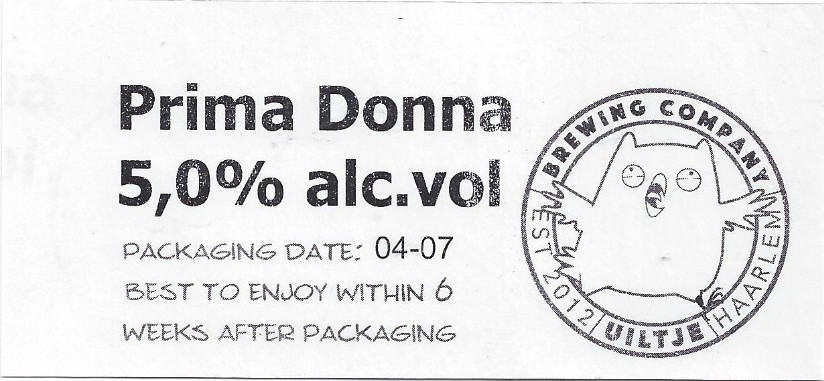 Prima Donna
5,0% alc.vol
PACKAGING DATE: 04-07
BEST TO ENJOY WITHIN 6
WEEKS AFTER PACKAGING
BREWING COMPANY
EST 2012
UILTJE
HAARLEM